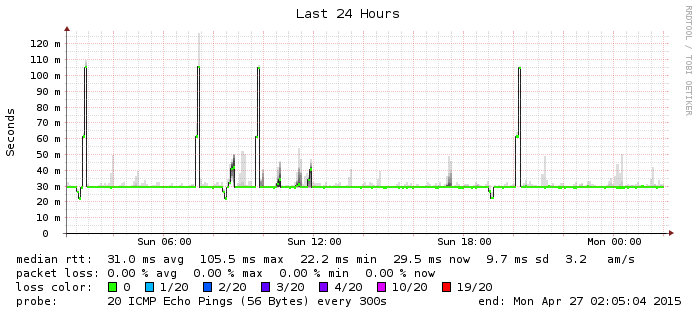 Last 24 Hours
RRDTOOL / TOBI OETIKER
Seconds
120 m
110 m
100 m
90 m
80 m
70 m
60 m
50 m
40 m
30 m
20 m
10 m
0
Sun 06:00 Sun 12:00 Sun 18:00 Mon 00:00
median rtt: 31.0 ms avg 105.5 ms max 22.2 ms min 29.5 ms now 9.7 ms sd 3.2 am/s
packet loss: 0.00 % avg 0.00 % max 0.00 % min 0.00 % now
loss color: 0 1/20 2/20 3/20 4/20 10/20 19/20
probe: 20 ICMP Echo Pings (56 Bytes) every 300s end: Mon Apr 27 02:05:04 2015